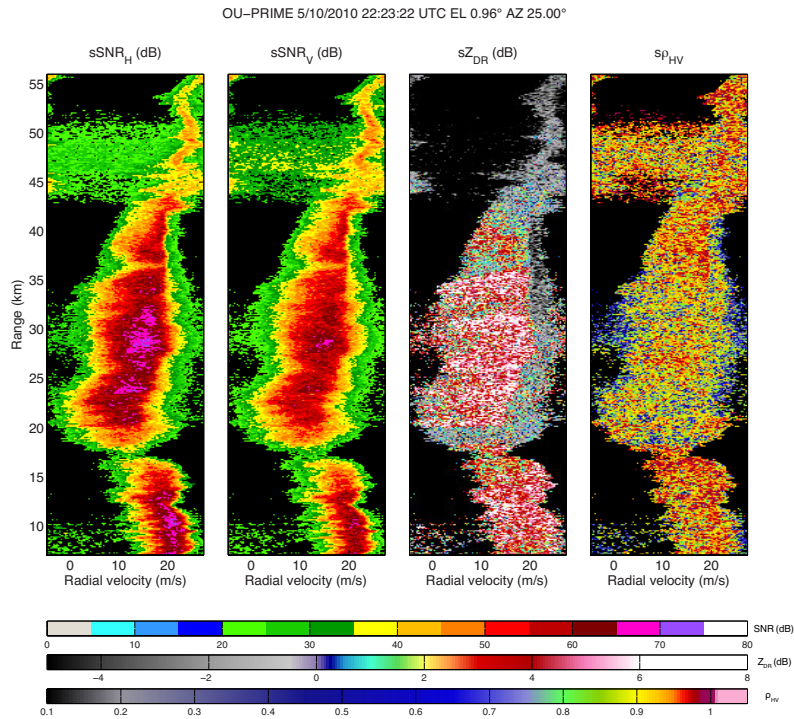 OU−PRIME 5/10/2010 22:23:22 UTC EL 0.96° AZ 25.00°
sSNR_H (dB)
sSNR_V (dB)
sZ_DR (dB)
sρ_HV
Range (km)
55
50
45
40
35
30
25
20
15
10
0 10 20
0 10 20
0 10 20
0 10 20
Radial velocity (m/s)
Radial velocity (m/s)
Radial velocity (m/s)
Radial velocity (m/s)
0 10 20 30 40 50 60 70 80
SNR (dB)
−4 −2 0 2 4 6 8
Z_DR (dB)
0.1 0.2 0.3 0.4 0.5 0.6 0.7 0.8 0.9 1
ρ_HV